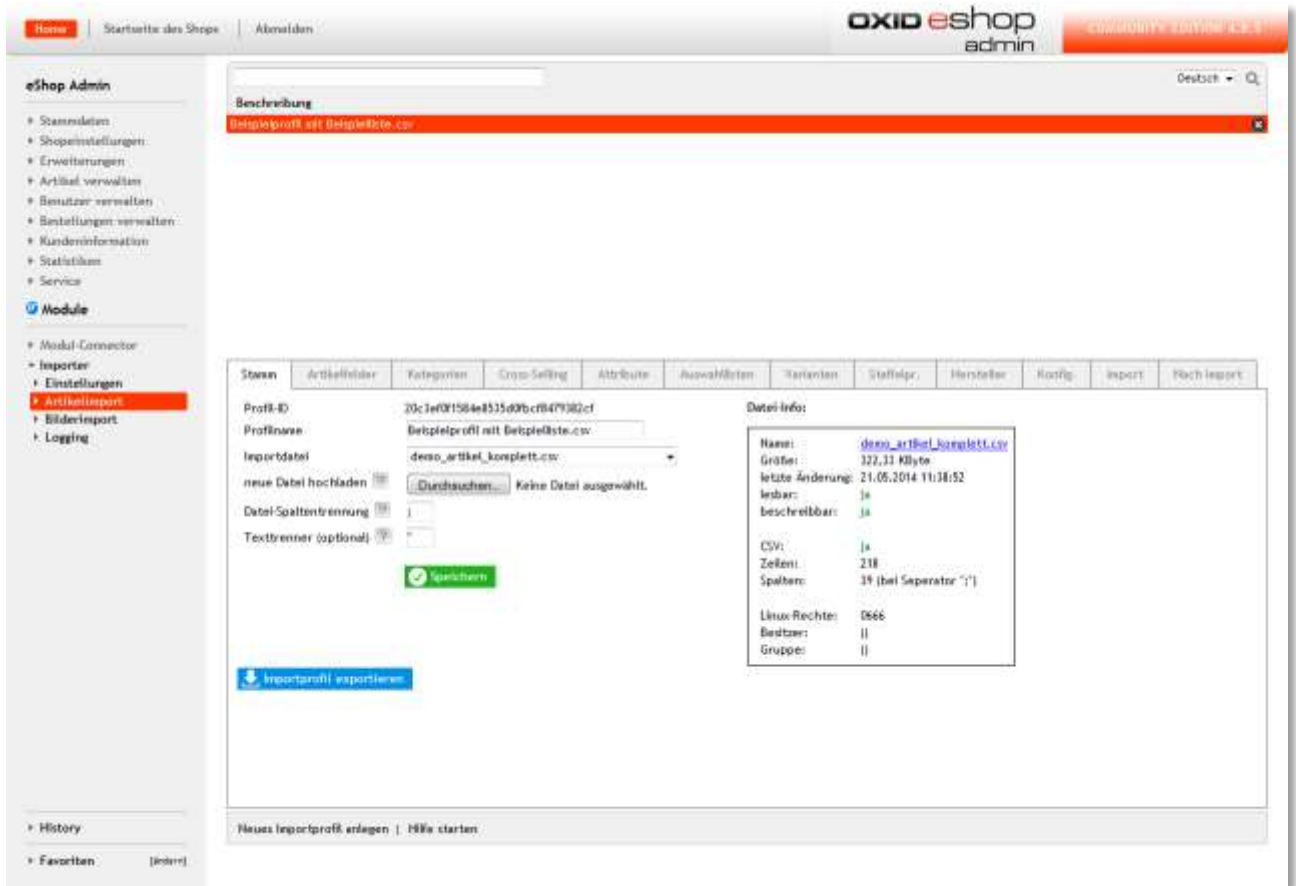 Home | Startseite des Shops | Abmelden
OXID eshop
admin
COMMUNITY EDITION 4.8.5
eShop Admin
Stammdaten
Shopeinstellungen
Erweiterungen
Artikel verwalten
Benutzer verwalten
Bestellungen verwalten
Kundeninformation
Statistiken
Service
Module
Modul-Connector
Importer
Einstellungen
Artikelimport
Bilderimport
Logging
History
Favoriten [ändern]
Deutsch
Beschreibung
Beispielprofil mit Beispielliste.csv
Stamm Artikelfelder Kategorien Cross-Selling Attribute Auswahllisten Varianten Staffelpr. Hersteller Konfig. Import Nach Import
Profil-ID
Profilname Beispielprofil mit Beispielliste.csv
Importdatei demo_artikel_komplett.csv
neue Datei hochladen ? Durchsuchen... Keine Datei ausgewählt.
Datei-Spaltentrennung ? ;
Texttrenner (optional) ? "
Speichern
Importprofil exportieren
Datei-Info:
Name: demo_artikel_komplett.csv
Größe: 322,33 KByte
letzte Änderung: 21.05.2014 11:38:52
lesbar: ja
beschreibbar: ja
CSV: ja
Zeilen: 218
Spalten: 39 (bei Seperator ";")
Linux-Rechte: 0666
Besitzer: ()
Gruppe: ()
Neues Importprofil anlegen | Hilfe starten